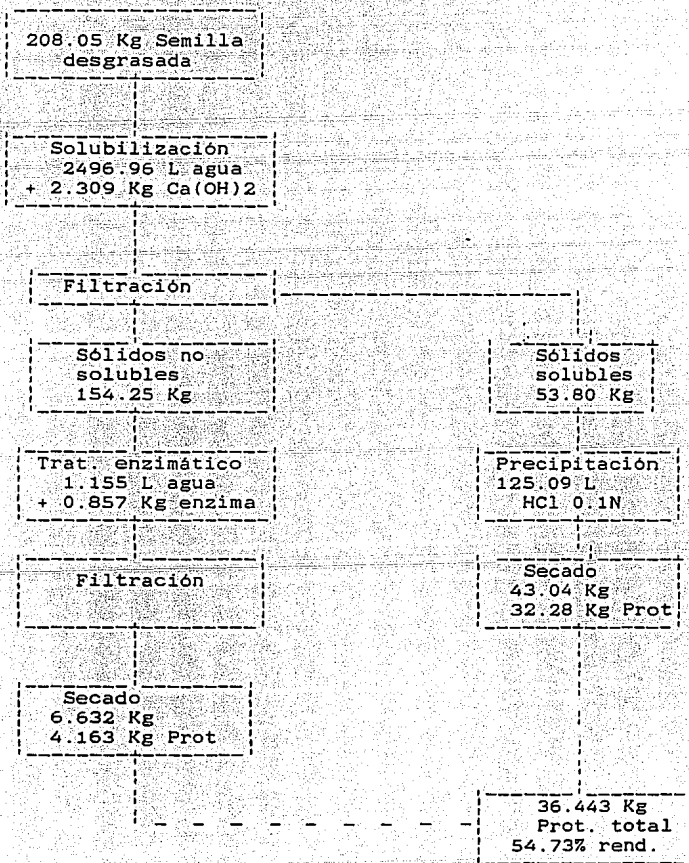 208.05 Kg Semilla
desgrasada
Solubilización
2496.96 L agua
+ 2.309 Kg Ca(OH)2
Filtración
Sólidos no
solubles
154.25 Kg
Sólidos
solubles
53.80 Kg
Trat. enzimático
1.155 L agua
+ 0.857 Kg enzima
Precipitación
125.09 L
HCl 0.1N
Filtración
Secado
43.04 Kg
32.28 Kg Prot
Secado
6.632 Kg
4.163 Kg Prot
36.443 Kg
Prot. total
54.73% rend.